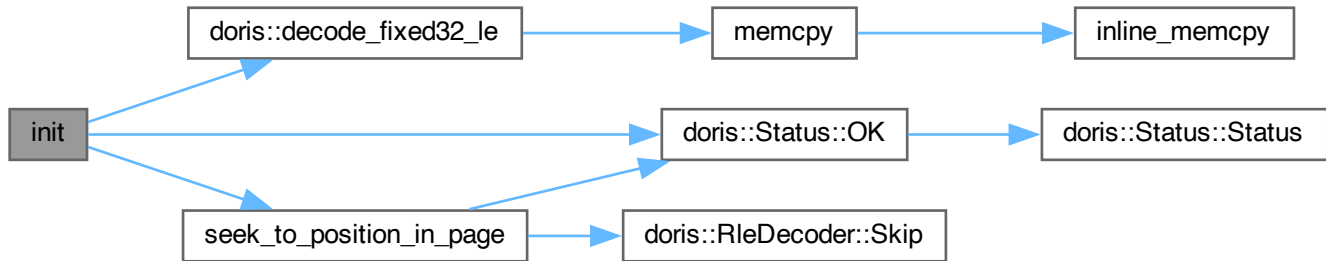 doris::decode_fixed32_le
memcpy
inline_memcpy
init
doris::Status::OK
doris::Status::Status
seek_to_position_in_page
doris::RleDecoder::Skip